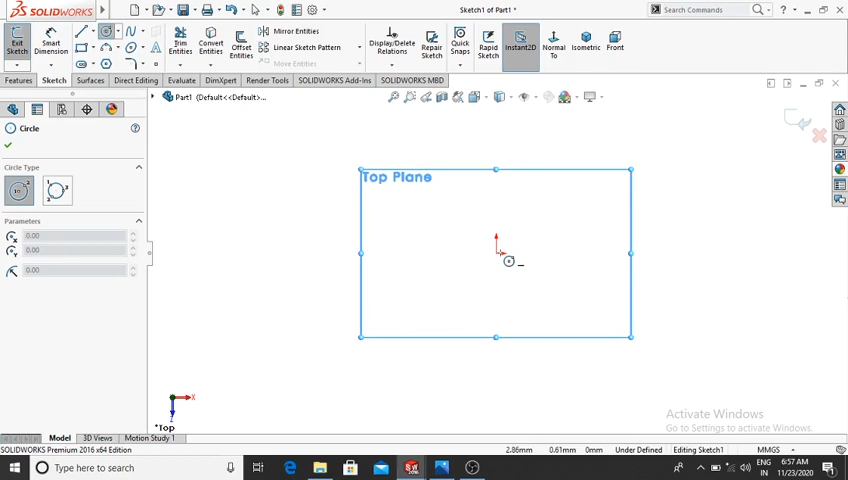 SOLIDWORKS
Sketch1 of Part1 *
Search Commands
Exit Sketch
Smart Dimension
Trim Entities
Convert Entities
Offset Entities
Mirror Entities
Linear Sketch Pattern
Move Entities
Display/Delete Relations
Repair Sketch
Quick Snaps
Rapid Sketch
Instant2D
Normal To
Isometric
Front
Features
Sketch
Surfaces
Direct Editing
Evaluate
DimXpert
Render Tools
SOLIDWORKS Add-Ins
SOLIDWORKS MBD
Part1 (Default<<Default>...
Circle
Circle Type
Parameters
0.00
0.00
0.00
Top Plane
X
Z
*Top
Activate Windows
Go to Settings to activate Windows.
Model
3D Views
Motion Study 1
SOLIDWORKS Premium 2016 x64 Edition
2.86mm
0.61mm
0mm
Under Defined
Editing Sketch1
MMGS
Type here to search
ENG
IN
6:57 AM
11/23/2020